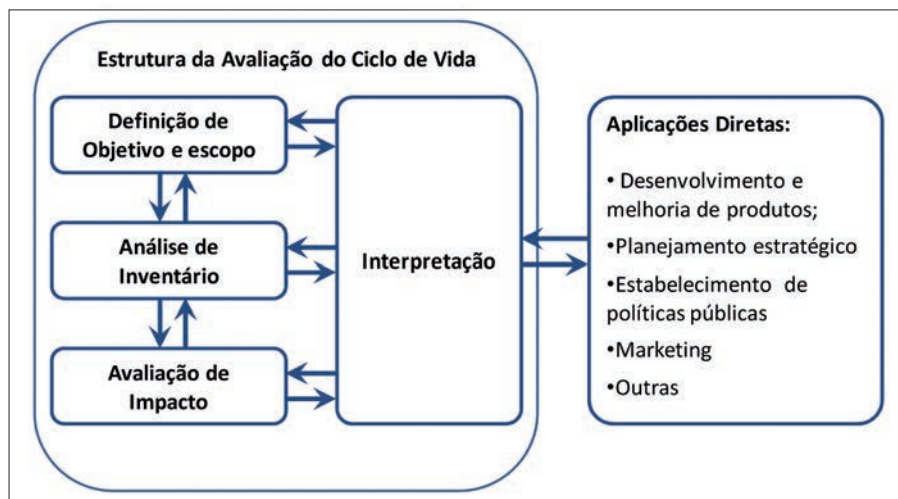 Estrutura da Avaliação do Ciclo de Vida
Definição de
Objetivo e escopo
Análise de
Inventário
Avaliação de
Impacto
Interpretação
Aplicações Diretas:
• Desenvolvimento e
melhoria de produtos;
•Planejamento estratégico
•Estabelecimento de
políticas públicas
•Marketing
•Outras